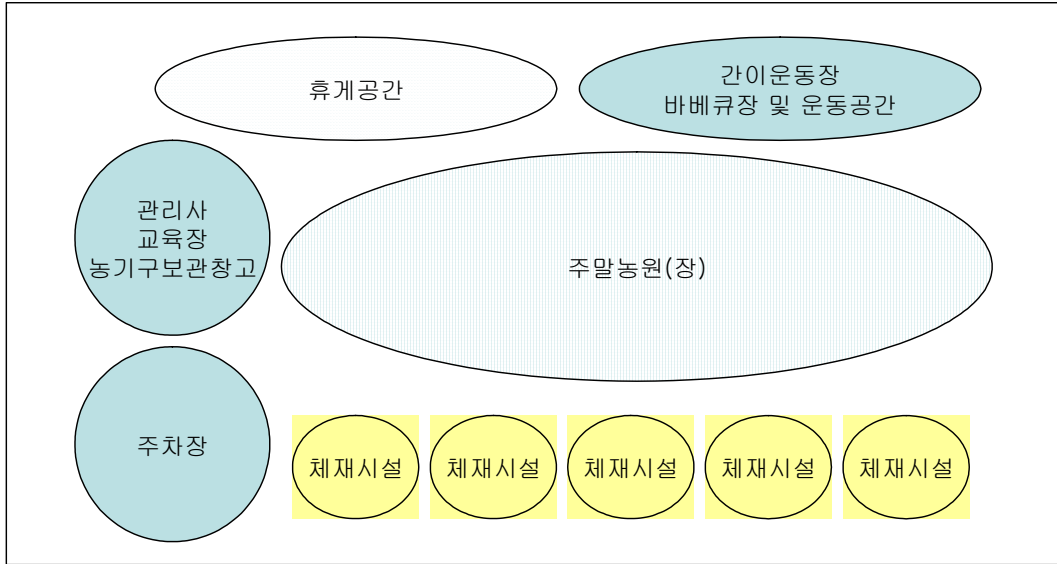 휴게공간
간이운동장
바베큐장 및 운동공간
관리사
교육장
농기구보관창고
주말농원(장)
주차장
체재시설
체재시설
체재시설
체재시설
체재시설